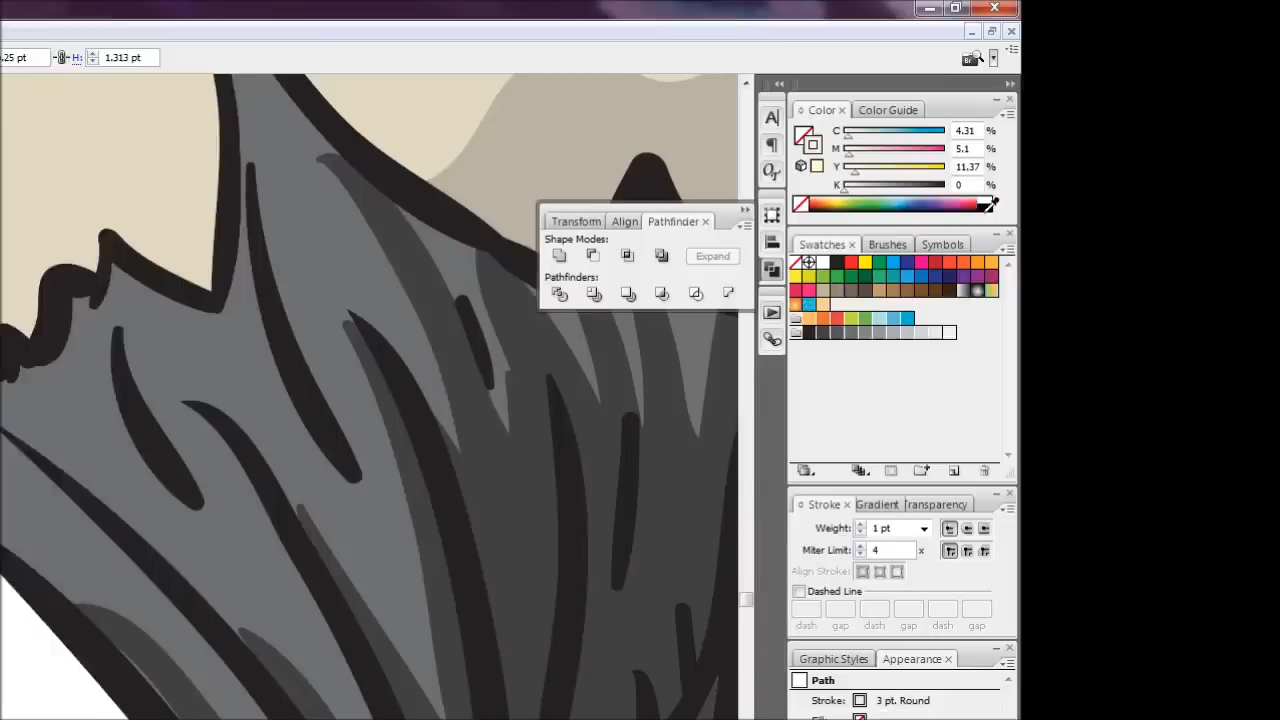 .25 pt H: 1.313 pt
Br
Color Color Guide
C 4.31 %
M 5.1 %
Y 11.37 %
K 0 %
Transform Align Pathfinder
Shape Modes:
Expand
Pathfinders:
Swatches Brushes Symbols
Stroke Gradient Transparency
Weight: 1 pt
Miter Limit: 4 x
Align Stroke:
Dashed Line
dash gap dash gap dash gap
Graphic Styles Appearance
Path
Stroke: 3 pt. Round